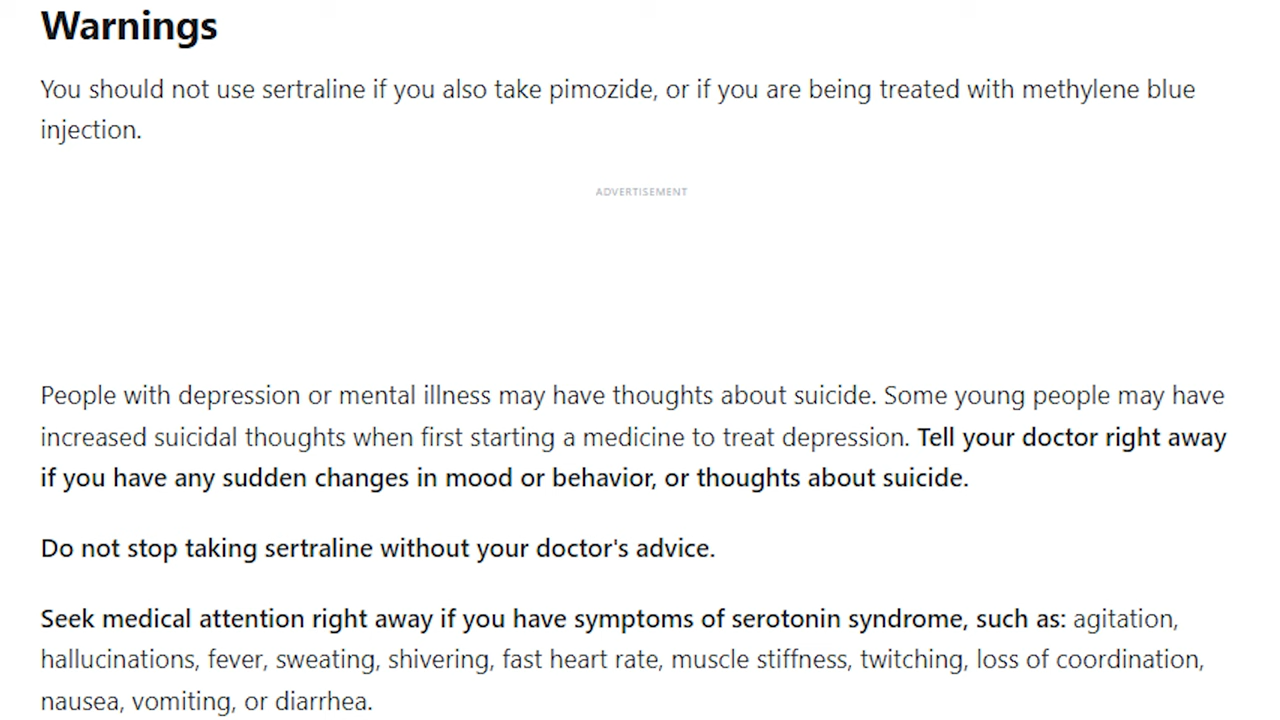 Warnings
You should not use sertraline if you also take pimozide, or if you are being treated with methylene blue
injection.
ADVERTISEMENT
People with depression or mental illness may have thoughts about suicide. Some young people may have
increased suicidal thoughts when first starting a medicine to treat depression. Tell your doctor right away
if you have any sudden changes in mood or behavior, or thoughts about suicide.
Do not stop taking sertraline without your doctor's advice.
Seek medical attention right away if you have symptoms of serotonin syndrome, such as: agitation,
hallucinations, fever, sweating, shivering, fast heart rate, muscle stiffness, twitching, loss of coordination,
nausea, vomiting, or diarrhea.